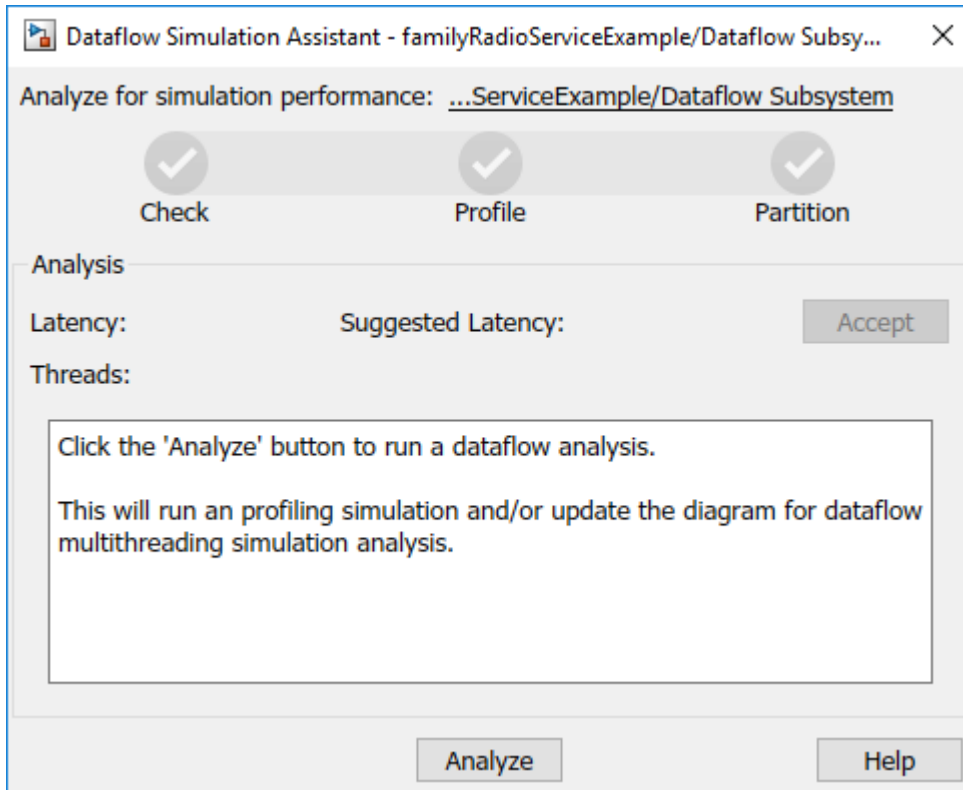 Dataflow Simulation Assistant - familyRadioServiceExample/Dataflow Subsy...
Analyze for simulation performance: ...ServiceExample/Dataflow Subsystem
Check Profile Partition
Analysis
Latency: Suggested Latency: Accept
Threads:
Click the 'Analyze' button to run a dataflow analysis.
This will run an profiling simulation and/or update the diagram for dataflow
multithreading simulation analysis.
Analyze Help